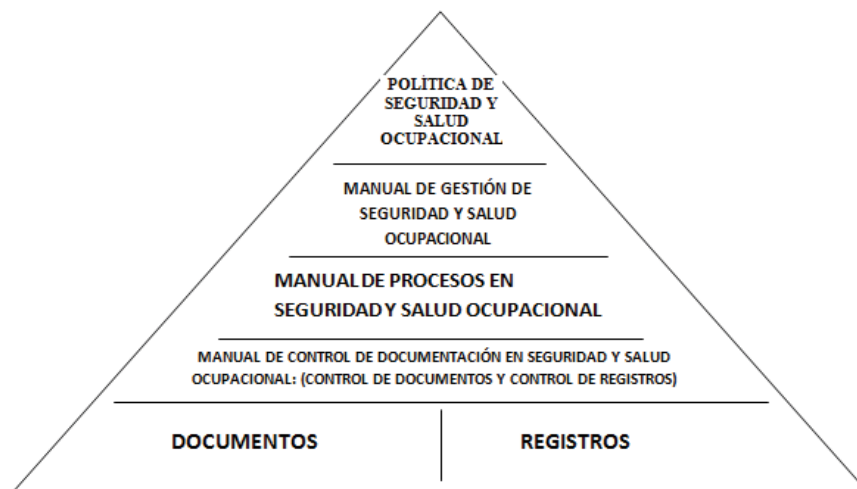 POLÌTICA DE
SEGURIDAD Y
SALUD
OCUPACIONAL
MANUAL DE GESTIÓN DE
SEGURIDAD Y SALUD
OCUPACIONAL
MANUAL DE PROCESOS EN
SEGURIDAD Y SALUD OCUPACIONAL
MANUAL DE CONTROL DE DOCUMENTACIÓN EN SEGURIDAD Y SALUD
OCUPACIONAL: (CONTROL DE DOCUMENTOS Y CONTROL DE REGISTROS)
DOCUMENTOS
REGISTROS